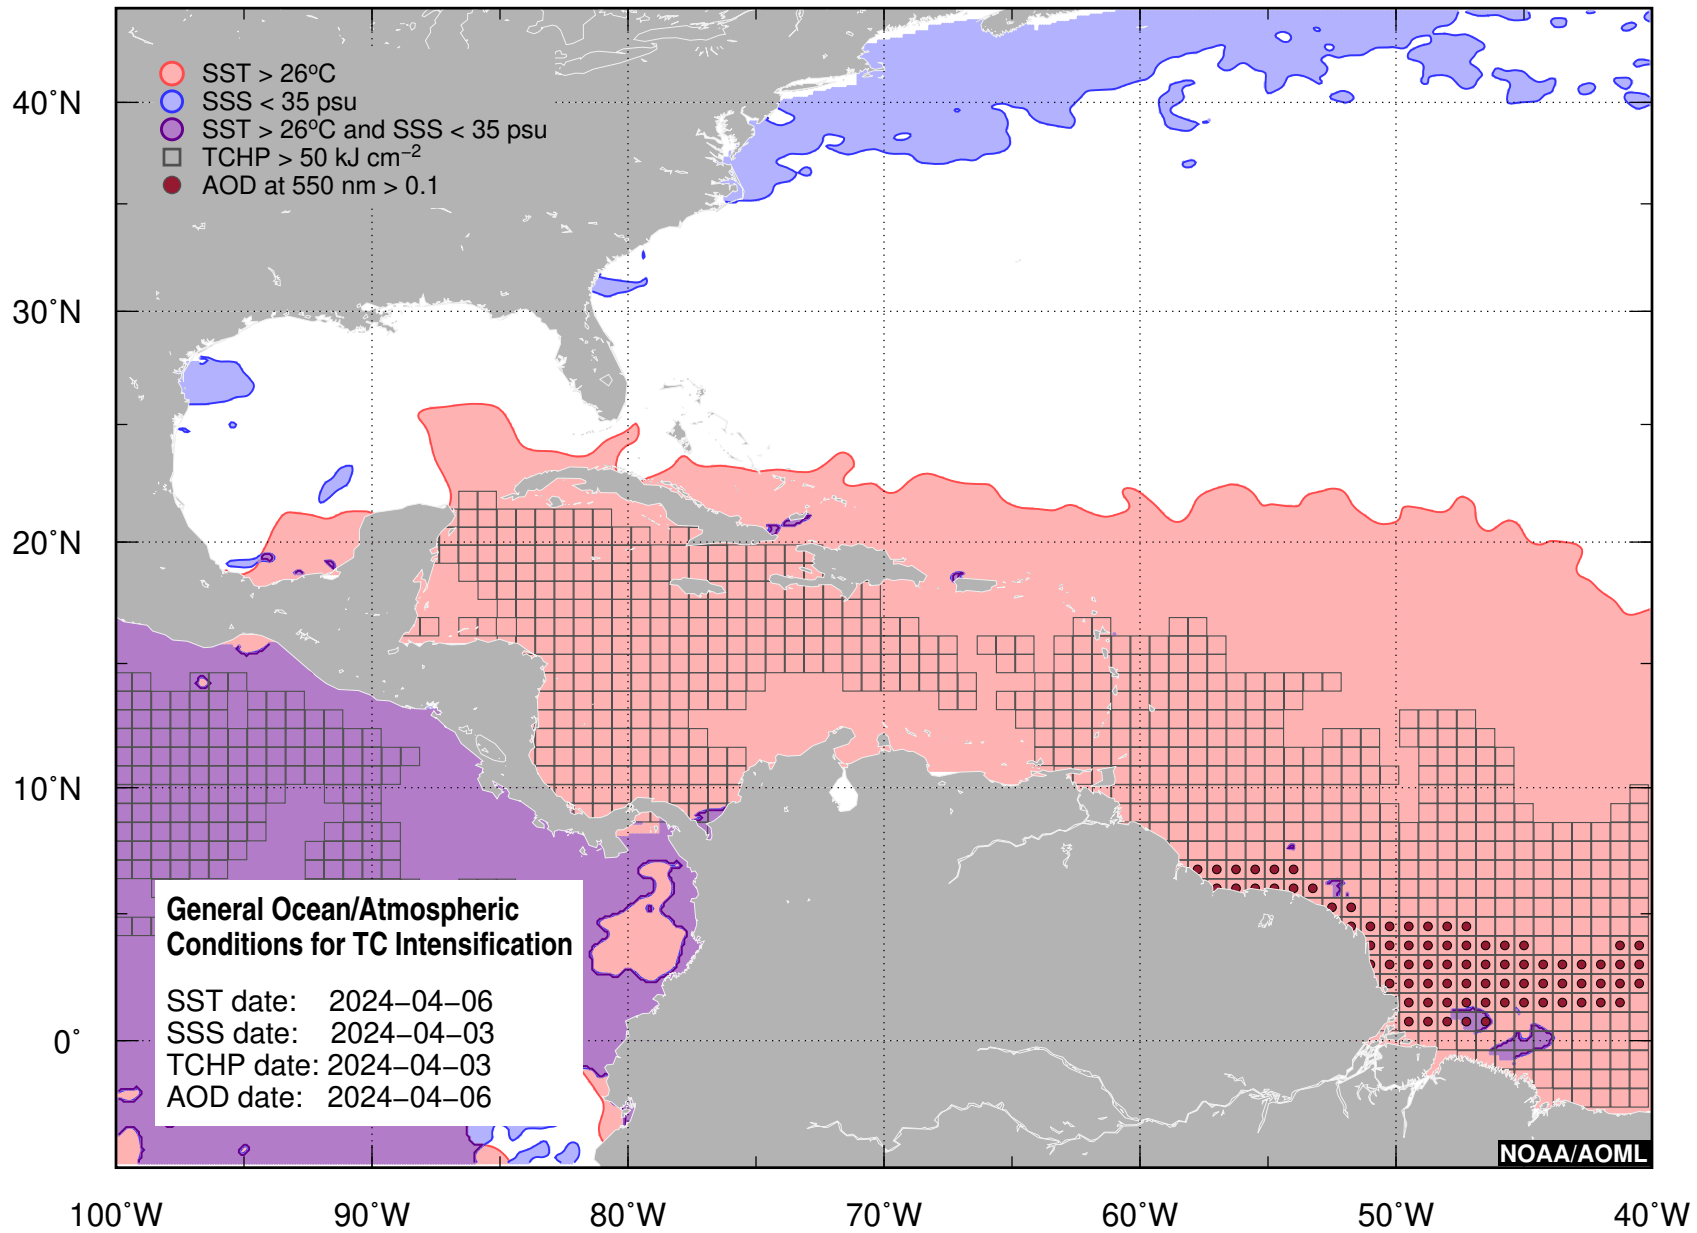 SST > 26ºC
SSS < 35 psu
SST > 26ºC and SSS < 35 psu
TCHP > 50 kJ cm⁻²
AOD at 550 nm > 0.1
40˚N
30˚N
20˚N
10˚N
0˚
General Ocean/Atmospheric
Conditions for TC Intensification
SST date: 2024−04−06
SSS date: 2024−04−03
TCHP date: 2024−04−03
AOD date: 2024−04−06
NOAA/AOML
100˚W 90˚W 80˚W 70˚W 60˚W 50˚W 40˚W